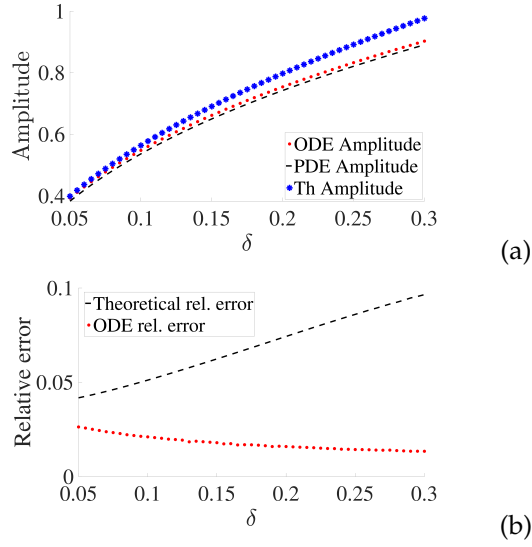 1
0.8
0.6
0.4
Amplitude
ODE Amplitude
PDE Amplitude
Th Amplitude
0.05 0.1 0.15 0.2 0.25 0.3
δ
(a)
0.1
0.05
0
Relative error
Theoretical rel. error
ODE rel. error
0.05 0.1 0.15 0.2 0.25 0.3
δ
(b)